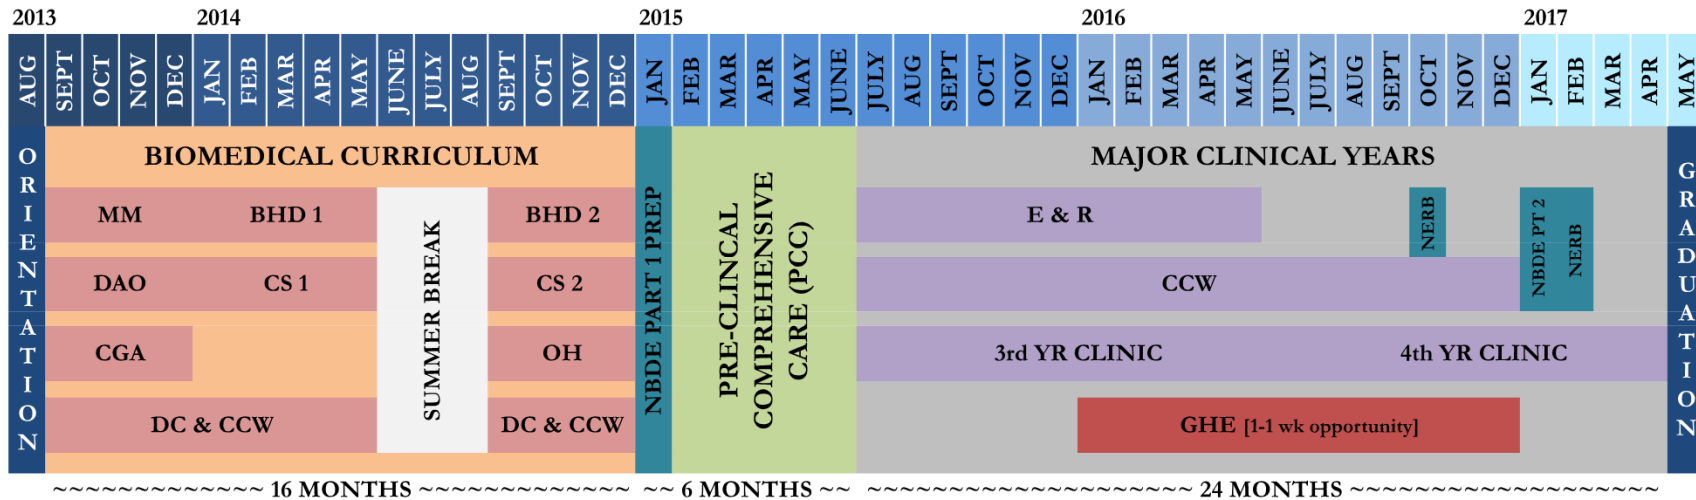 2013 2014 2015 2016 2017
AUG SEPT OCT NOV DEC JAN FEB MAR APR MAY JUNE JULY AUG SEPT OCT NOV DEC JAN FEB MAR APR MAY JUNE JULY AUG SEPT OCT NOV DEC JAN FEB MAR APR MAY JUNE JULY AUG SEPT OCT NOV DEC JAN FEB MAR APR MAY
ORIENTATION
BIOMEDICAL CURRICULUM
MM BHD 1 BHD 2
DAO CS 1 CS 2
CGA OH
DC & CCW DC & CCW
SUMMER BREAK
NBDE PART 1 PREP
PRE-CLINCAL
COMPREHENSIVE
CARE (PCC)
MAJOR CLINICAL YEARS
E & R
NERB
CCW
NBDE PT 2
NERB
3rd YR CLINIC 4th YR CLINIC
GHE [1-1 wk opportunity]
GRADUATION
~~~~~~~~~~~~~ 16 MONTHS ~~~~~~~~~~~~~ ~~ 6 MONTHS ~~ ~~~~~~~~~~~~~~~~~~~~ 24 MONTHS ~~~~~~~~~~~~~~~~~~~